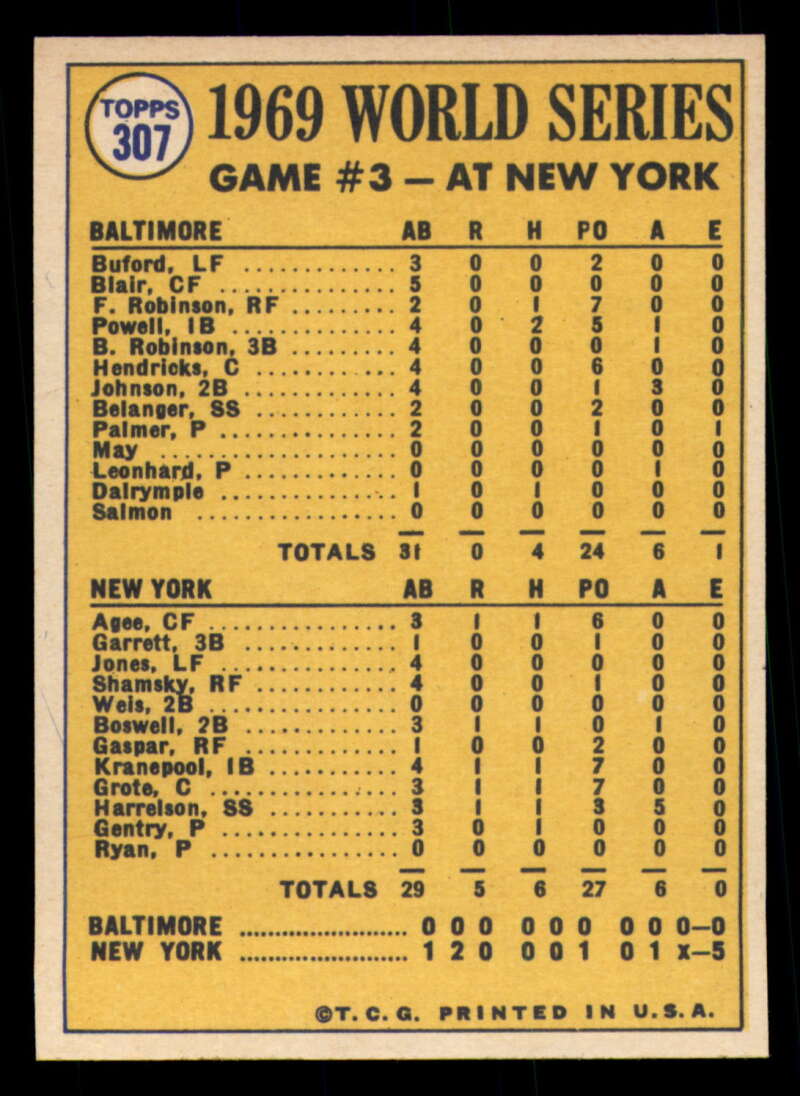 TOPPS
307
1969 WORLD SERIES
GAME #3 — AT NEW YORK
BALTIMORE AB R H PO A E
Buford, LF ............. 3 0 0 2 0 0
Blair, CF ............... 5 0 0 0 0 0
F. Robinson, RF ......... 2 0 1 7 0 0
Powell, 1B .............. 4 0 2 5 1 0
B. Robinson, 3B ......... 4 0 0 0 1 0
Hendricks, C ............ 4 0 0 6 0 0
Johnson, 2B ............. 4 0 0 1 3 0
Belanger, SS ............ 2 0 0 2 0 0
Palmer, P ............... 2 0 0 1 0 1
May ..................... 0 0 0 0 0 0
Leonhard, P ............. 0 0 0 0 1 0
Dalrymple ............... 1 0 1 0 0 0
Salmon .................. 0 0 0 0 0 0
TOTALS 31 0 4 24 6 1
NEW YORK AB R H PO A E
Agee, CF ................ 3 1 1 6 0 0
Garrett, 3B ............. 1 0 0 1 0 0
Jones, LF ............... 4 0 0 0 0 0
Shamsky, RF ............. 4 0 0 1 0 0
Weis, 2B ................ 0 0 0 0 0 0
Boswell, 2B ............. 3 1 1 0 1 0
Gaspar, RF .............. 1 0 0 2 0 0
Kranepool, 1B ........... 4 1 1 7 0 0
Grote, C ................ 3 1 1 7 0 0
Harrelson, SS ........... 3 1 1 3 5 0
Gentry, P ............... 3 0 1 0 0 0
Ryan, P ................. 0 0 0 0 0 0
TOTALS 29 5 6 27 6 0
BALTIMORE ........................ 0 0 0 0 0 0 0 0 0—0
NEW YORK ........................ 1 2 0 0 0 1 0 1 x—5
©T. C. G. PRINTED IN U. S. A.